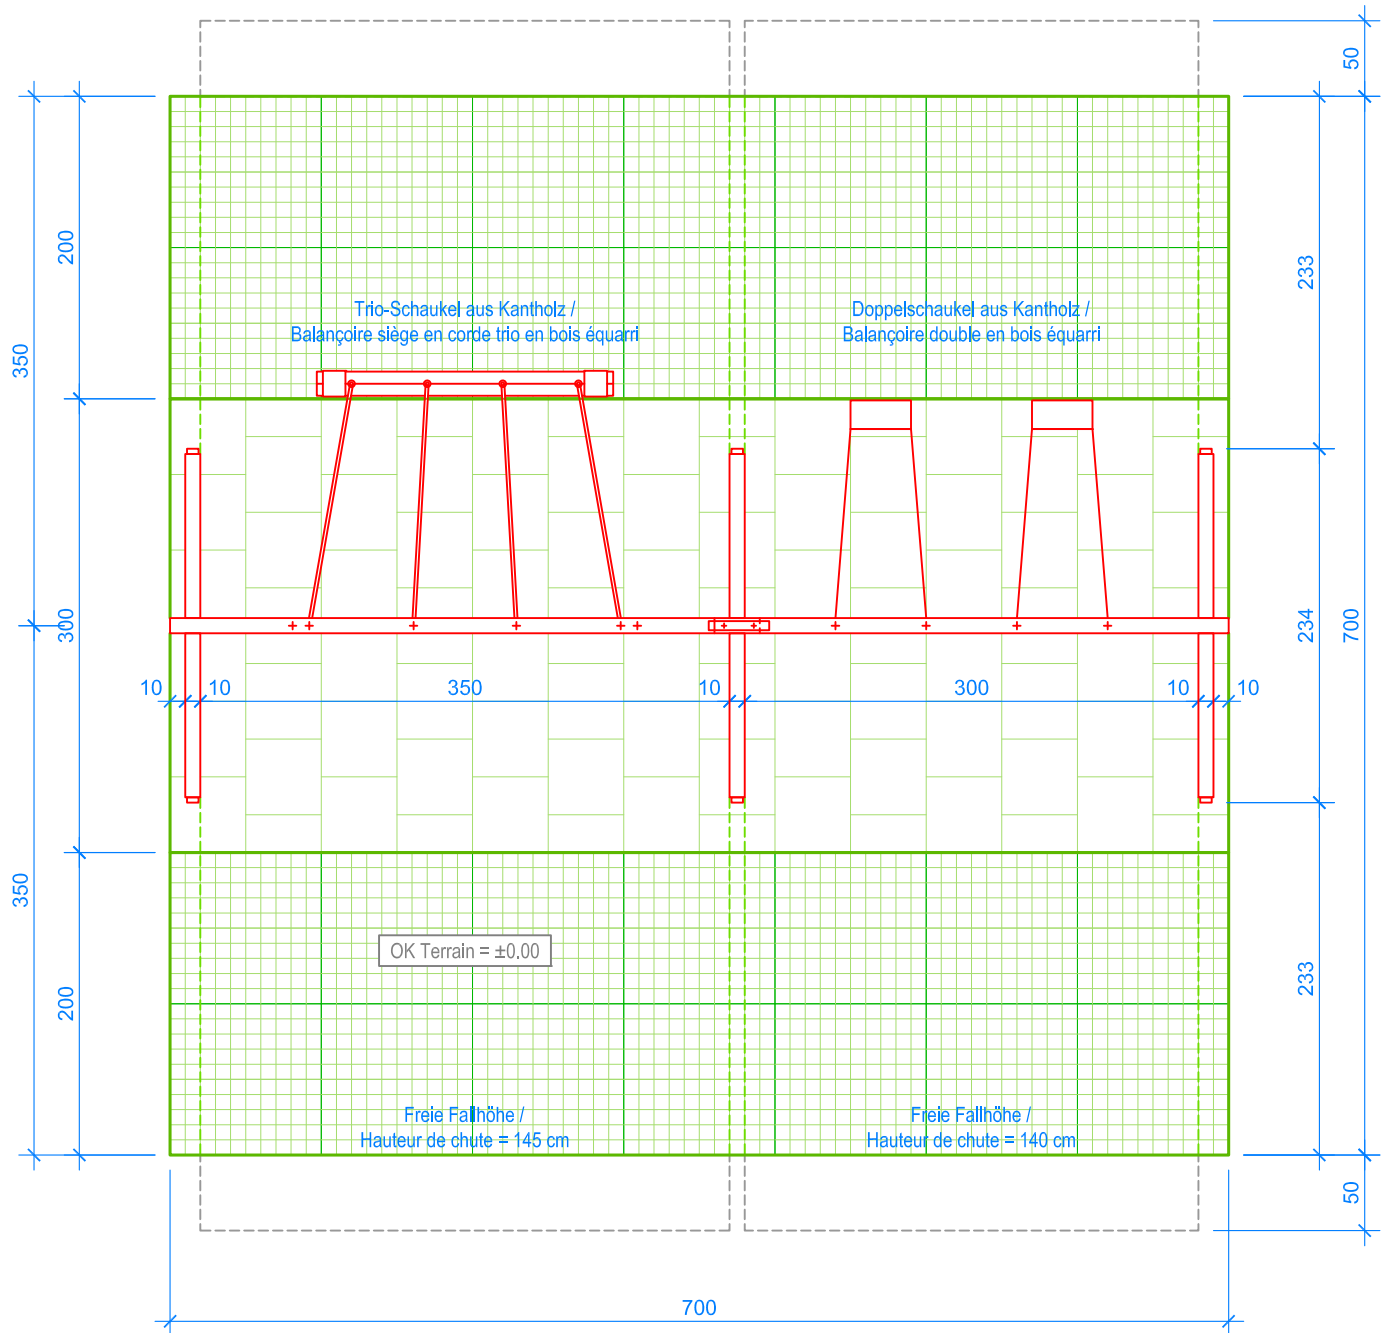 50
200
233
Trio-Schaukel aus Kantholz /
Balançoire siège en corde trio en bois équarri
Doppelschaukel aus Kantholz /
Balançoire double en bois équarri
350
300
234
700
10
10
350
10
300
10
10
350
OK Terrain = ±0.00
200
233
Freie Fallhöhe /
Hauteur de chute = 145 cm
Freie Fallhöhe /
Hauteur de chute = 140 cm
50
700